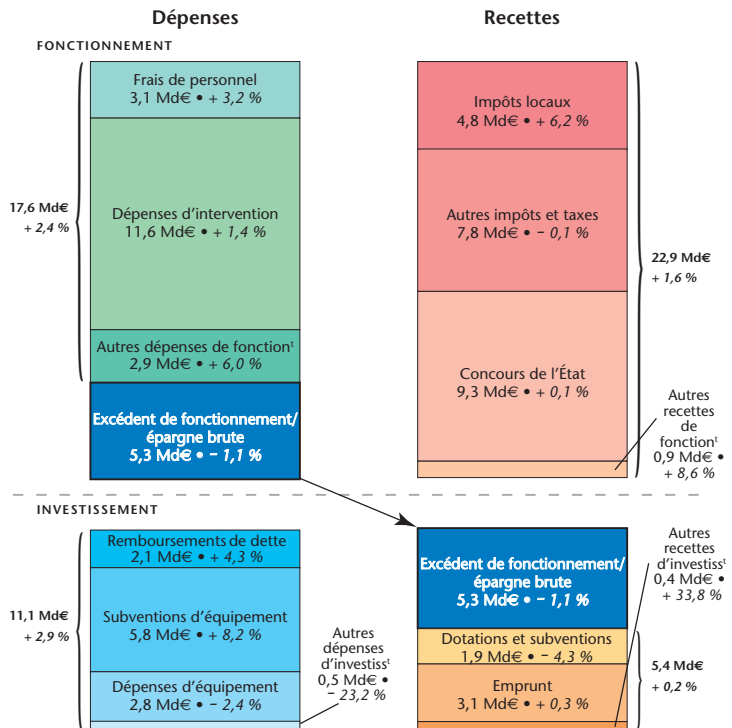 Dépenses
Recettes
FONCTIONNEMENT
Frais de personnel
3,1 Md€ • + 3,2 %
Dépenses d’intervention
11,6 Md€ • + 1,4 %
17,6 Md€
+ 2,4 %
Autres dépenses de fonctionᵗ
2,9 Md€ • + 6,0 %
Excédent de fonctionnement/
épargne brute
5,3 Md€ • – 1,1 %
Impôts locaux
4,8 Md€ • + 6,2 %
Autres impôts et taxes
7,8 Md€ • – 0,1 %
22,9 Md€
+ 1,6 %
Concours de l’État
9,3 Md€ • + 0,1 %
Autres
recettes
de
fonctionᵗ
0,9 Md€ •
+ 8,6 %
INVESTISSEMENT
Remboursements de dette
2,1 Md€ • + 4,3 %
Subventions d’équipement
5,8 Md€ • + 8,2 %
11,1 Md€
+ 2,9 %
Dépenses d’équipement
2,8 Md€ • – 2,4 %
Autres
dépenses
d’investissᵗ
0,5 Md€ •
– 23,2 %
Excédent de fonctionnement/
épargne brute
5,3 Md€ • – 1,1 %
Autres
recettes
d’investissᵗ
0,4 Md€ •
+ 33,8 %
Dotations et subventions
1,9 Md€ • – 4,3 %
Emprunt
3,1 Md€ • + 0,3 %
5,4 Md€
+ 0,2 %